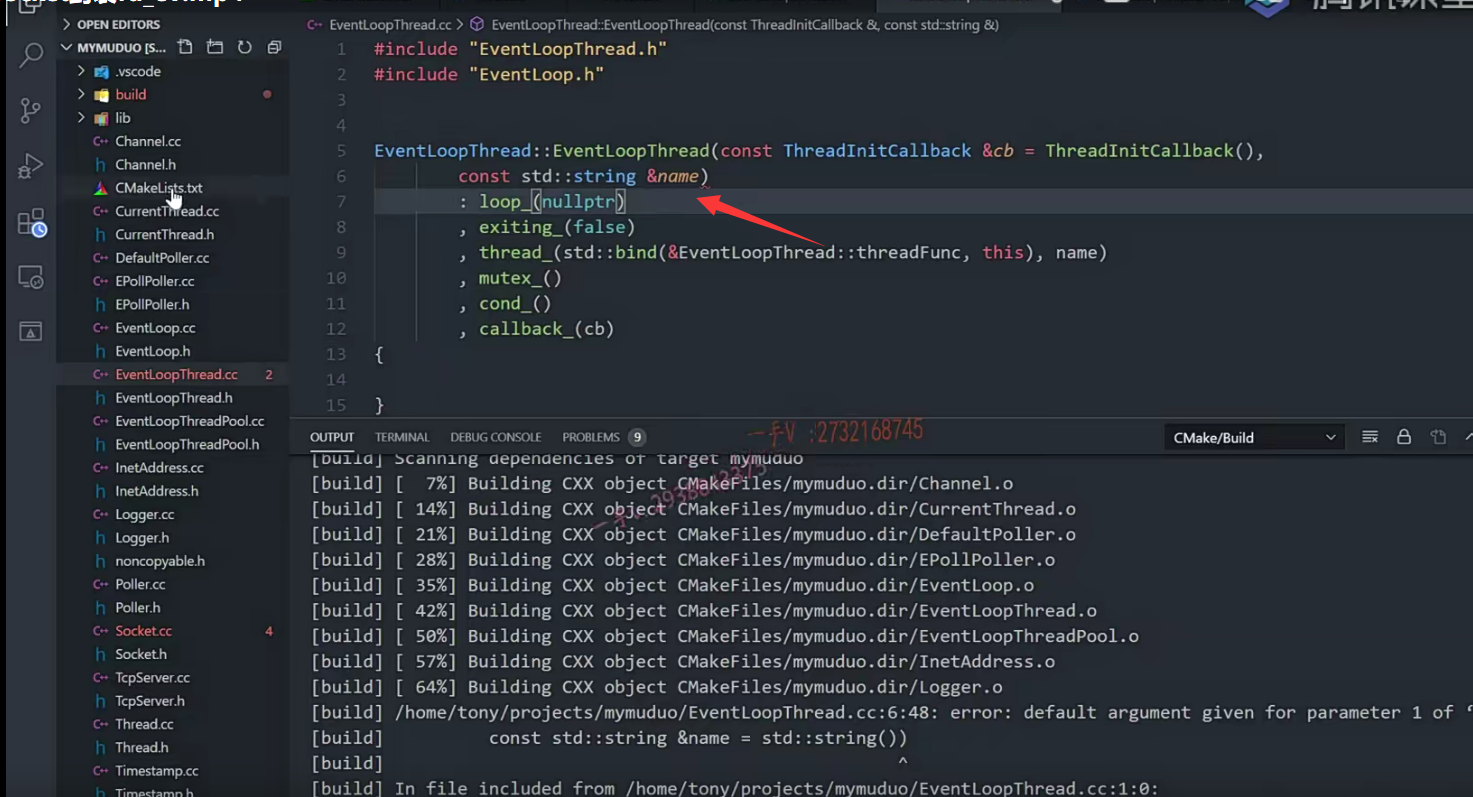 OPEN EDITORS
MYMUDUO [S...
.vscode
build
lib
Channel.cc
Channel.h
CMakeLists.txt
CurrentThread.cc
CurrentThread.h
DefaultPoller.cc
EPollPoller.cc
EPollPoller.h
EventLoop.cc
EventLoop.h
EventLoopThread.cc 2
EventLoopThread.h
EventLoopThreadPool.cc
EventLoopThreadPool.h
InetAddress.cc
InetAddress.h
Logger.cc
Logger.h
noncopyable.h
Poller.cc
Poller.h
Socket.cc 4
Socket.h
TcpServer.cc
TcpServer.h
Thread.cc
Thread.h
Timestamp.cc
Timestamp.h
EventLoopThread.cc > EventLoopThread::EventLoopThread(const ThreadInitCallback &, const std::string &)
1 #include "EventLoopThread.h"
2 #include "EventLoop.h"
3
4
5 EventLoopThread::EventLoopThread(const ThreadInitCallback &cb = ThreadInitCallback(),
6 const std::string &name)
7 : loop_(nullptr)
8 , exiting_(false)
9 , thread_(std::bind(&EventLoopThread::threadFunc, this), name)
10 , mutex_()
11 , cond_()
12 , callback_(cb)
13 {
14
15 }
OUTPUT TERMINAL DEBUG CONSOLE PROBLEMS 9 CMake/Build
一手V :2732168745
[build] Scanning dependencies of target mymuduo
[build] [ 7%] Building CXX object CMakeFiles/mymuduo.dir/Channel.o
[build] [ 14%] Building CXX object CMakeFiles/mymuduo.dir/CurrentThread.o
[build] [ 21%] Building CXX object CMakeFiles/mymuduo.dir/DefaultPoller.o
[build] [ 28%] Building CXX object CMakeFiles/mymuduo.dir/EPollPoller.o
[build] [ 35%] Building CXX object CMakeFiles/mymuduo.dir/EventLoop.o
[build] [ 42%] Building CXX object CMakeFiles/mymuduo.dir/EventLoopThread.o
[build] [ 50%] Building CXX object CMakeFiles/mymuduo.dir/EventLoopThreadPool.o
[build] [ 57%] Building CXX object CMakeFiles/mymuduo.dir/InetAddress.o
[build] [ 64%] Building CXX object CMakeFiles/mymuduo.dir/Logger.o
[build] /home/tony/projects/mymuduo/EventLoopThread.cc:6:48: error: default argument given for parameter 1 of ‘
[build] const std::string &name = std::string())
[build] ^
[build] In file included from /home/tony/projects/mymuduo/EventLoopThread.cc:1:0: